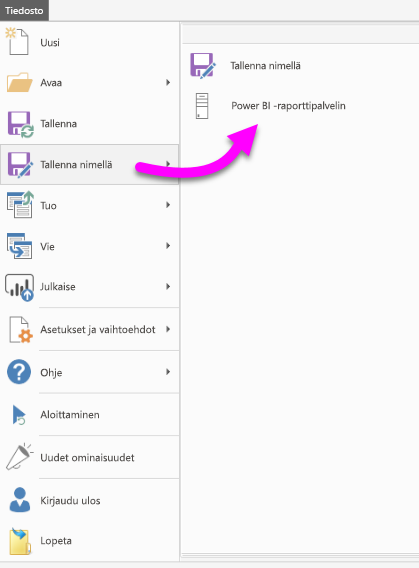 Tiedosto
Uusi
Avaa
Tallenna
Tallenna nimellä
Tuo
Vie
Julkaise
Asetukset ja vaihtoehdot
Ohje
Aloittaminen
Uudet ominaisuudet
Kirjaudu ulos
Lopeta
Tallenna nimellä
Power BI -raporttipalvelin